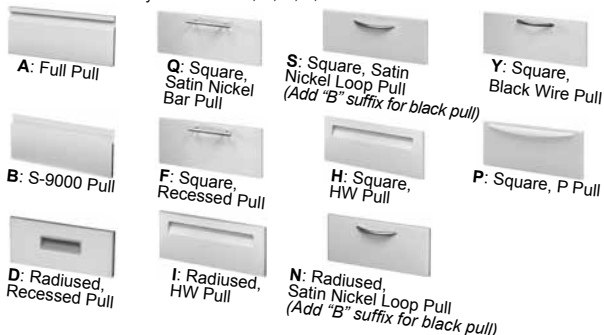 A: Full Pull
Q: Square,
Satin Nickel
Bar Pull
S: Square, Satin
Nickel Loop Pull
(Add “B” suffix for black pull)
Y: Square,
Black Wire Pull
B: S-9000 Pull
F: Square,
Recessed Pull
H: Square,
HW Pull
P: Square, P Pull
D: Radiused,
Recessed Pull
I: Radiused,
HW Pull
N: Radiused,
Satin Nickel Loop Pull
(Add “B” suffix for black pull)